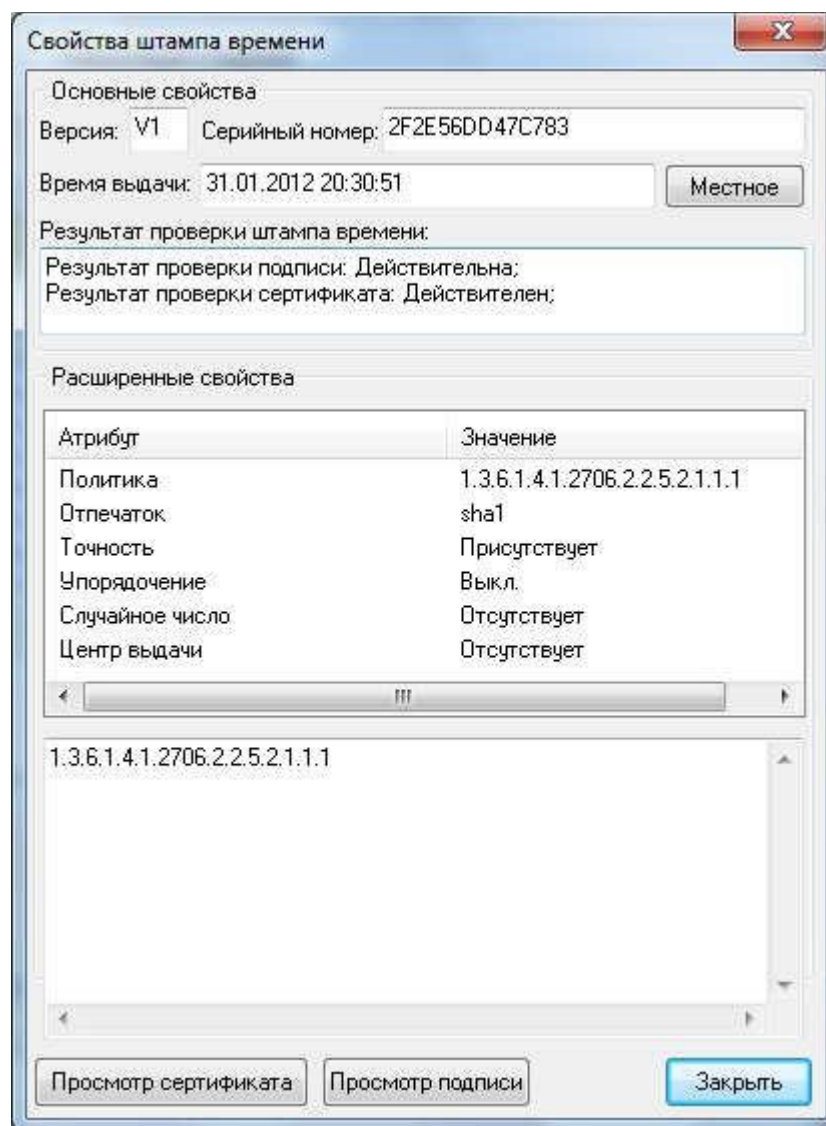 Свойства штампа времени
Основные свойства
Версия: V1 Серийный номер: 2F2E56DD47C783
Время выдачи: 31.01.2012 20:30:51 Местное
Результат проверки штампа времени:
Результат проверки подписи: Действительна;
Результат проверки сертификата: Действителен;
Расширенные свойства
Атрибут Значение
Политика 1.3.6.1.4.1.2706.2.2.5.2.1.1.1
Отпечаток sha1
Точность Присутствует
Упорядочение Выкл.
Случайное число Отсутствует
Центр выдачи Отсутствует
1.3.6.1.4.1.2706.2.2.5.2.1.1.1
Просмотр сертификата Просмотр подписи Закрыть